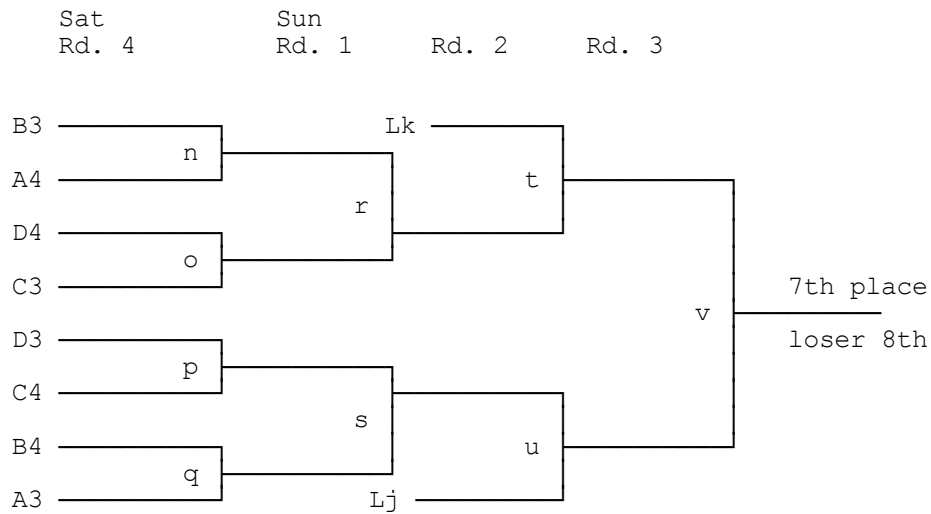 Sat Sun
Rd. 4 Rd. 1 Rd. 2 Rd. 3
B3 Lk
n
A4 t
r
D4
o
C3 7th place
v
D3 loser 8th
p
C4
s
B4 u
q
A3 Lj